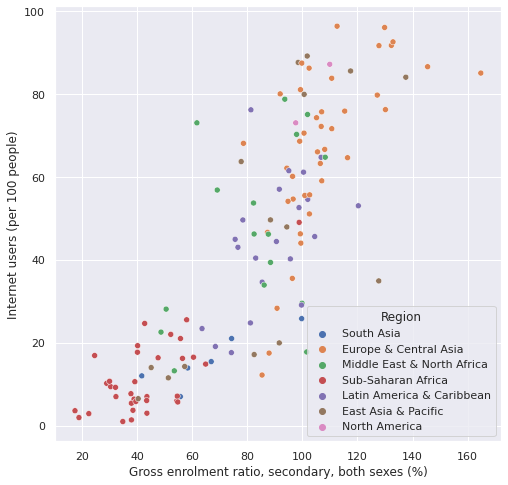 100
80
60
40
20
0
Internet users (per 100 people)
Region
South Asia
Europe & Central Asia
Middle East & North Africa
Sub-Saharan Africa
Latin America & Caribbean
East Asia & Pacific
North America
20 40 60 80 100 120 140 160
Gross enrolment ratio, secondary, both sexes (%)